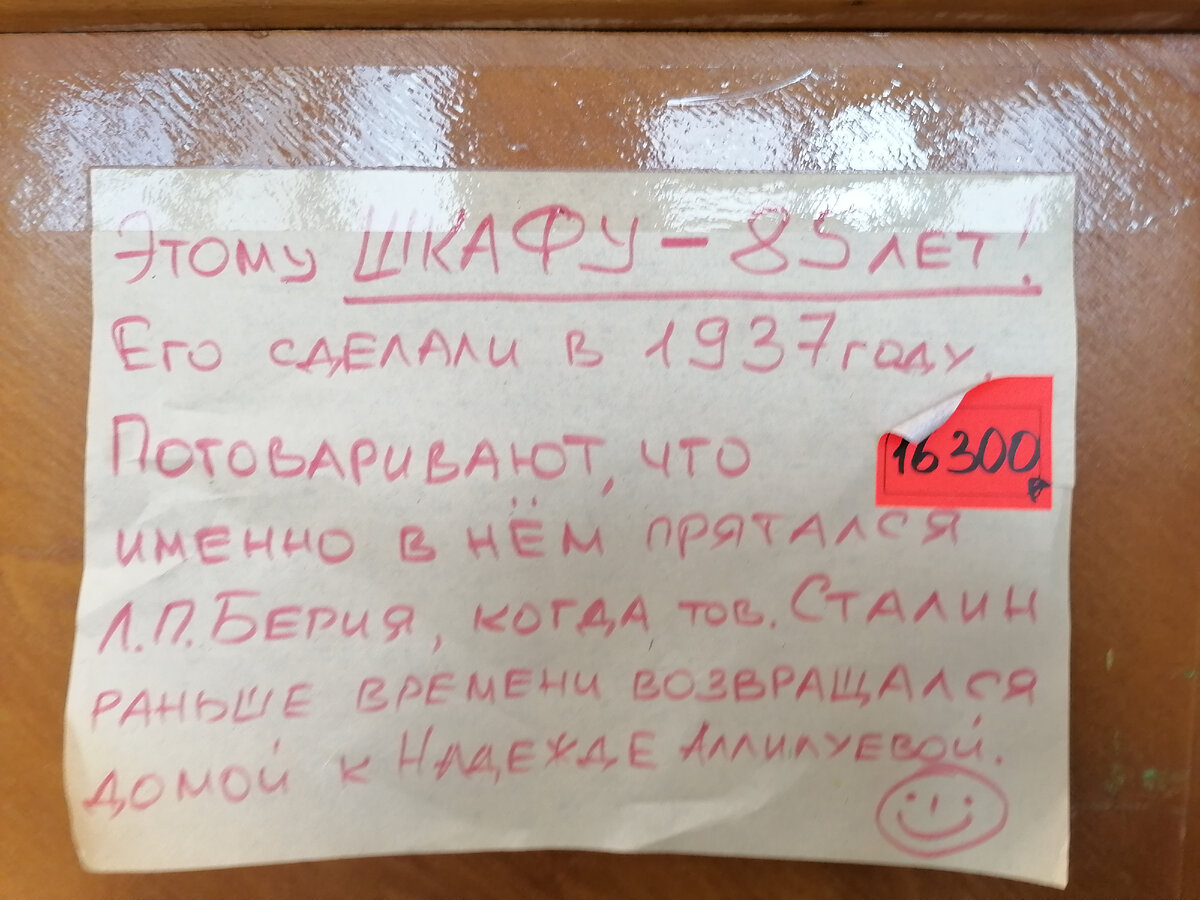 Этому ШКАФУ – 85 лет!
Его сделали в 1937 году.
Потоваривают, что
16300
именно в нём прятался
Л.П. Берия, когда тов. Сталин
раньше времени возвращался
домой к Надежде Аллилуевой.